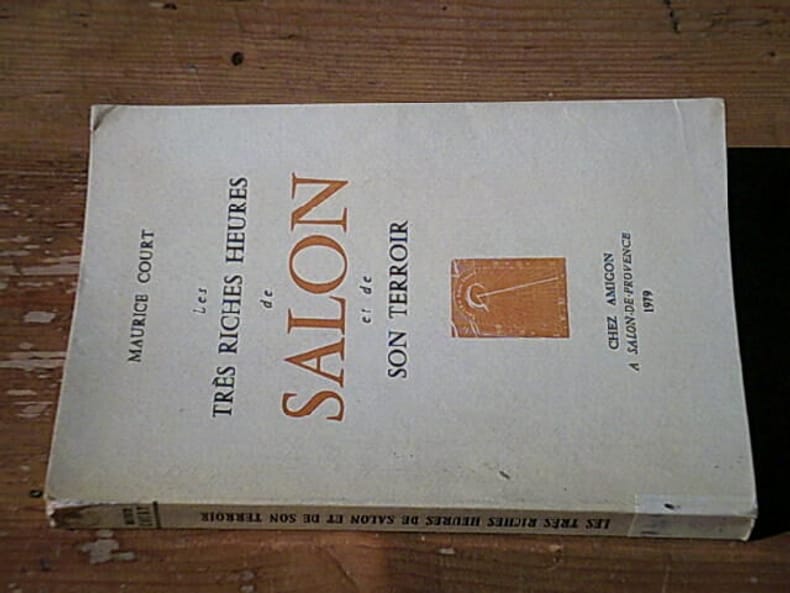 MAURICE COURT
Les
TRÈS RICHES HEURES
de
SALON
et de
SON TERROIR
CHEZ AMIGON
A SALON-DE-PROVENCE
1979
LES TRÈS RICHES HEURES DE SALON ET DE SON TERROIR
COURT